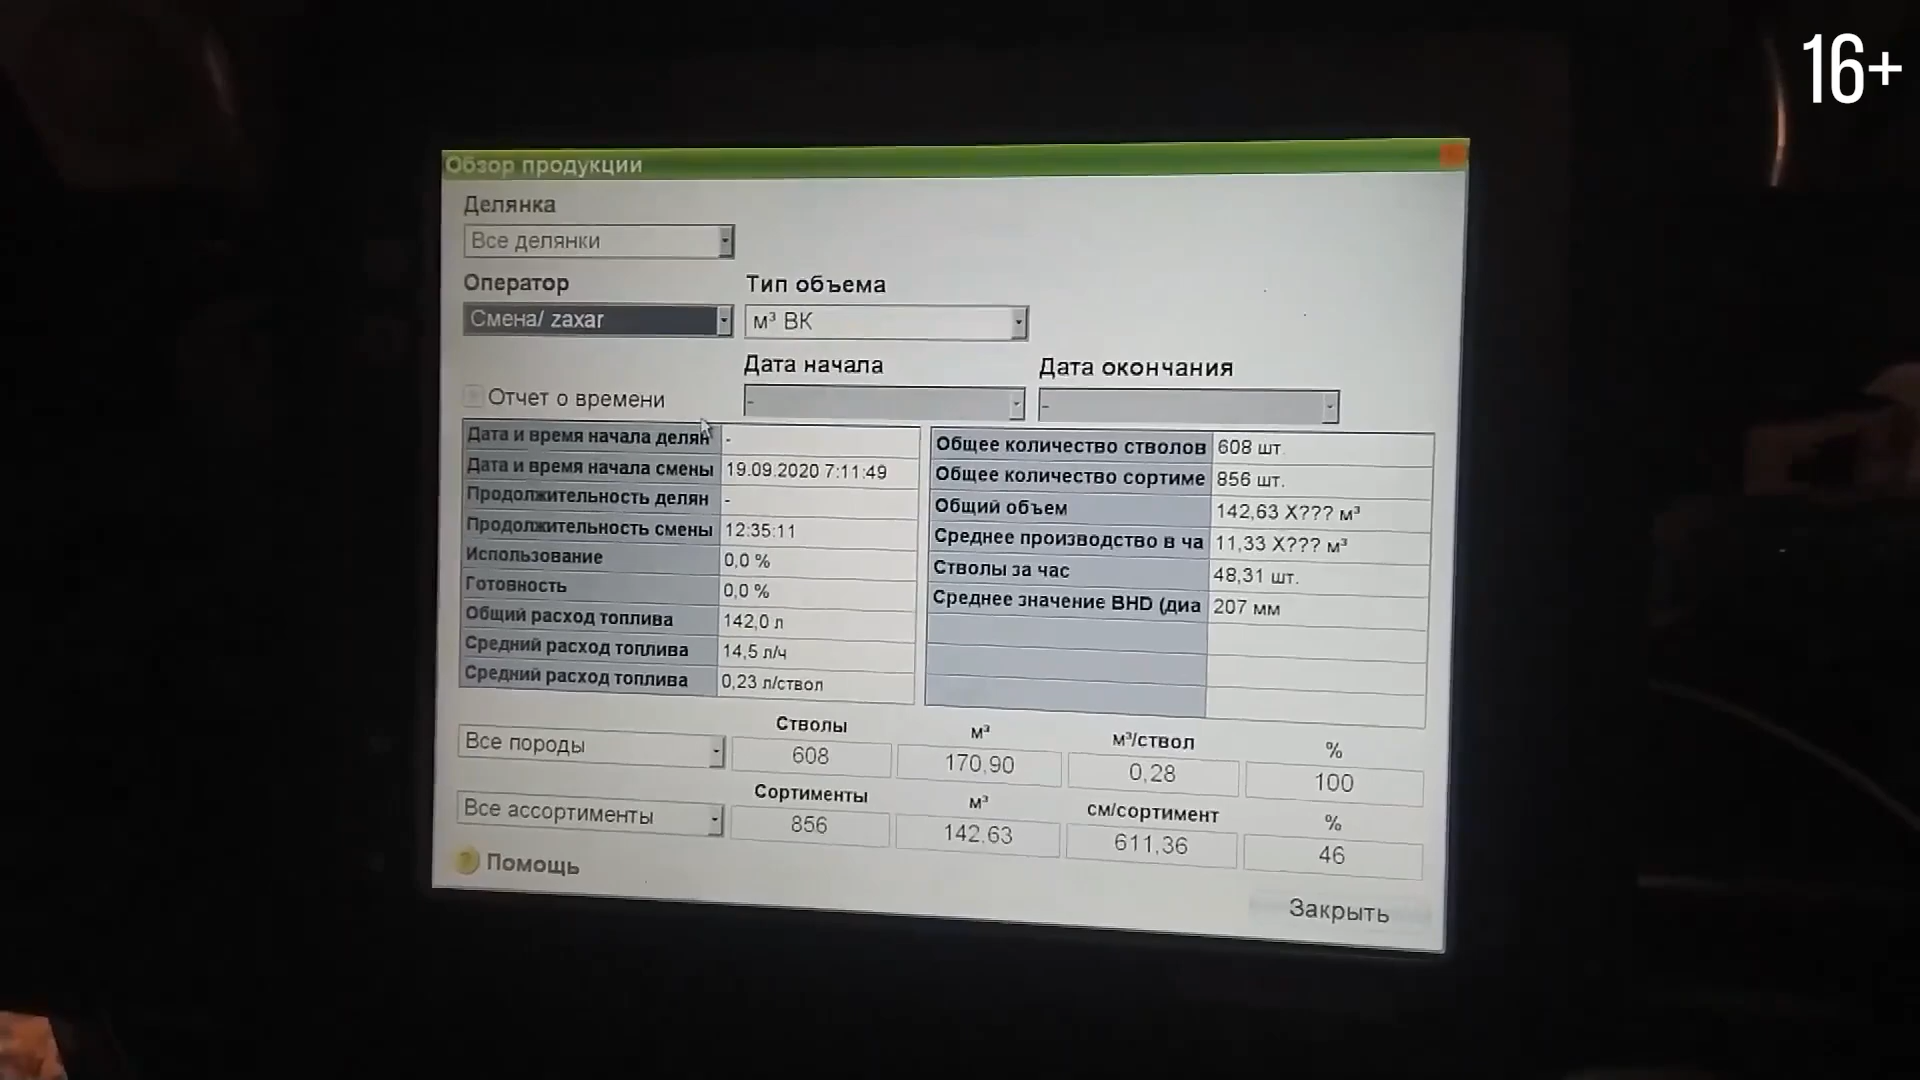 16+
Обзор продукции
Делянка
Все делянки
Оператор
Тип объема
Смена/ zaxar
м³ ВК
Дата начала
Дата окончания
Отчет о времени
-
-
Дата и время начала делян
-
Дата и время начала смены
19.09.2020 7:11:49
Продолжительность делян
-
Продолжительность смены
12:35:11
Использование
0,0 %
Готовность
0,0 %
Общий расход топлива
142,0 л
Средний расход топлива
14,5 л/ч
Средний расход топлива
0,23 л/ствол
Общее количество стволов
608 шт.
Общее количество сортиме
856 шт.
Общий объем
142,63 X??? м³
Среднее производство в ча
11,33 X??? м³
Стволы за час
48,31 шт.
Среднее значение BHD (диа
207 мм
Стволы
м³
м³/ствол
%
Все породы
608
170,90
0,28
100
Сортименты
м³
см/сортимент
%
Все ассортименты
856
142,63
611,36
46
? Помощь
Закрыть